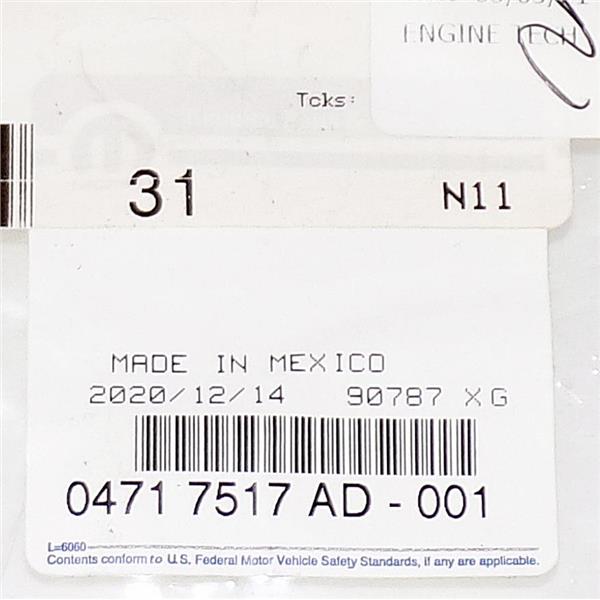 ENGINE TECH
Tcks:
31 N11
MADE IN MEXICO
2020/12/14 90787 XG
0471 7517 AD - 001
L=6060
Contents conform to U.S. Federal Motor Vehicle Safety Standards, if any are applicable.